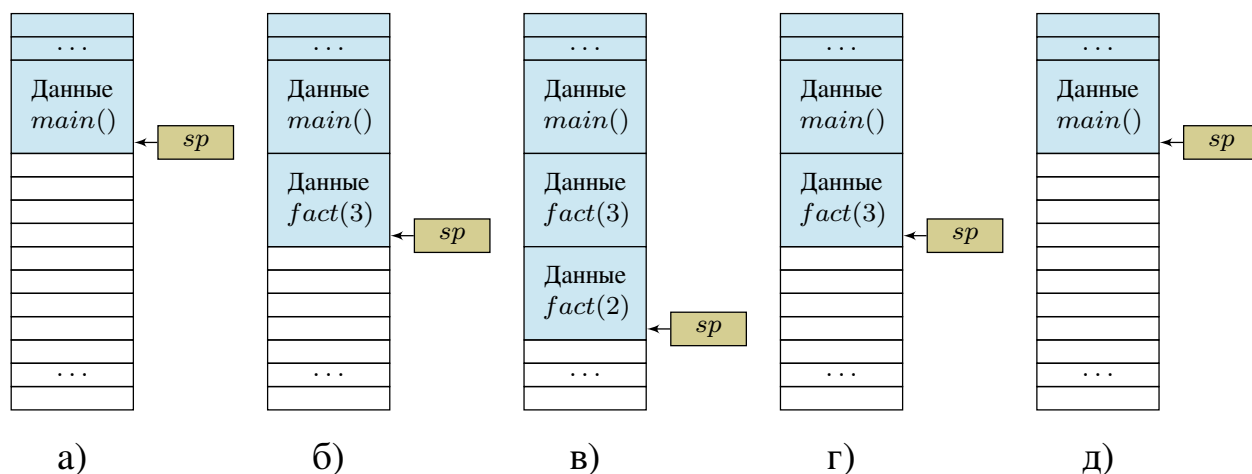 ...
Данные
main()
sp
а)
...
Данные
main()
Данные
fact(3)
sp
...
б)
...
Данные
main()
Данные
fact(3)
Данные
fact(2)
sp
...
в)
...
Данные
main()
Данные
fact(3)
sp
...
г)
...
Данные
main()
sp
...
д)